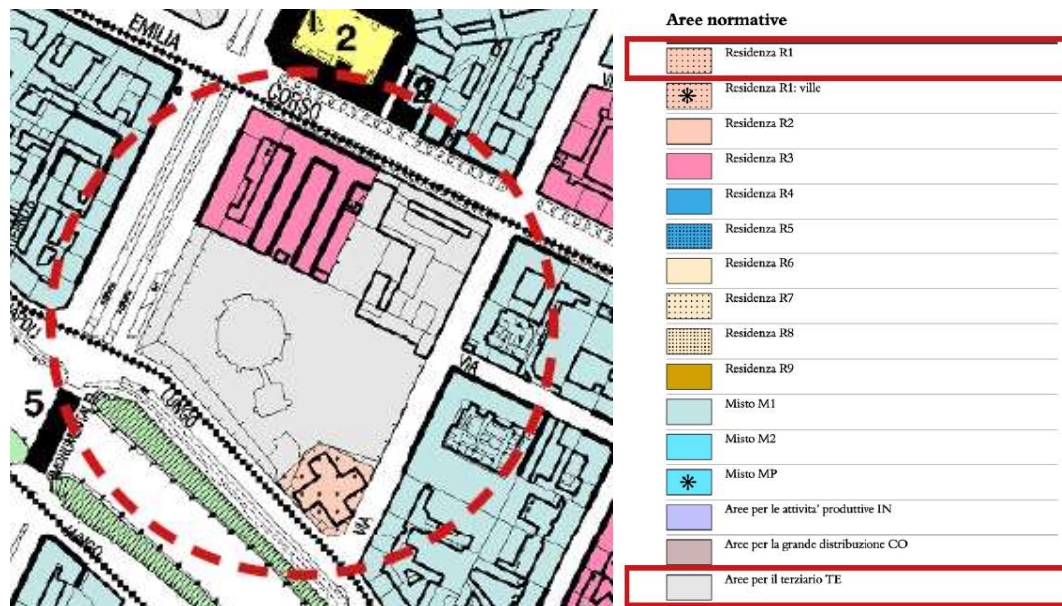 EMILIA
2
CORSO
VIA
5
LUNGO
VIA
LUNGO
Aree normative
Residenza R1
Residenza R1: ville
Residenza R2
Residenza R3
Residenza R4
Residenza R5
Residenza R6
Residenza R7
Residenza R8
Residenza R9
Misto M1
Misto M2
Misto MP
Aree per le attivita' produttive IN
Aree per la grande distribuzione CO
Aree per il terziario TE